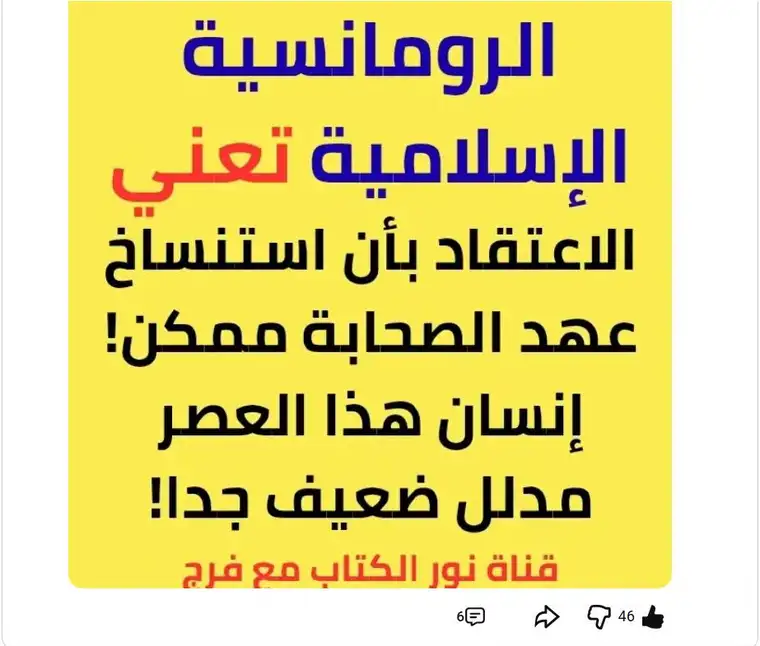 الرومانسية
الإسلامية تعني
الاعتقاد بأن استنساخ
عهد الصحابة ممكن!
إنسان هذا العصر
مدلل ضعيف جدا!
قناة نور الكتاب مع فرج
46
6